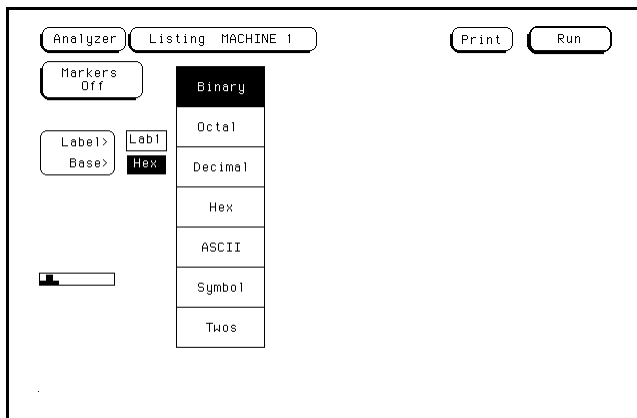 Analyzer Listing MACHINE 1 Print Run
Markers
Off
Label> Lab1
Base> Hex
Binary
Octal
Decimal
Hex
ASCII
Symbol
Twos